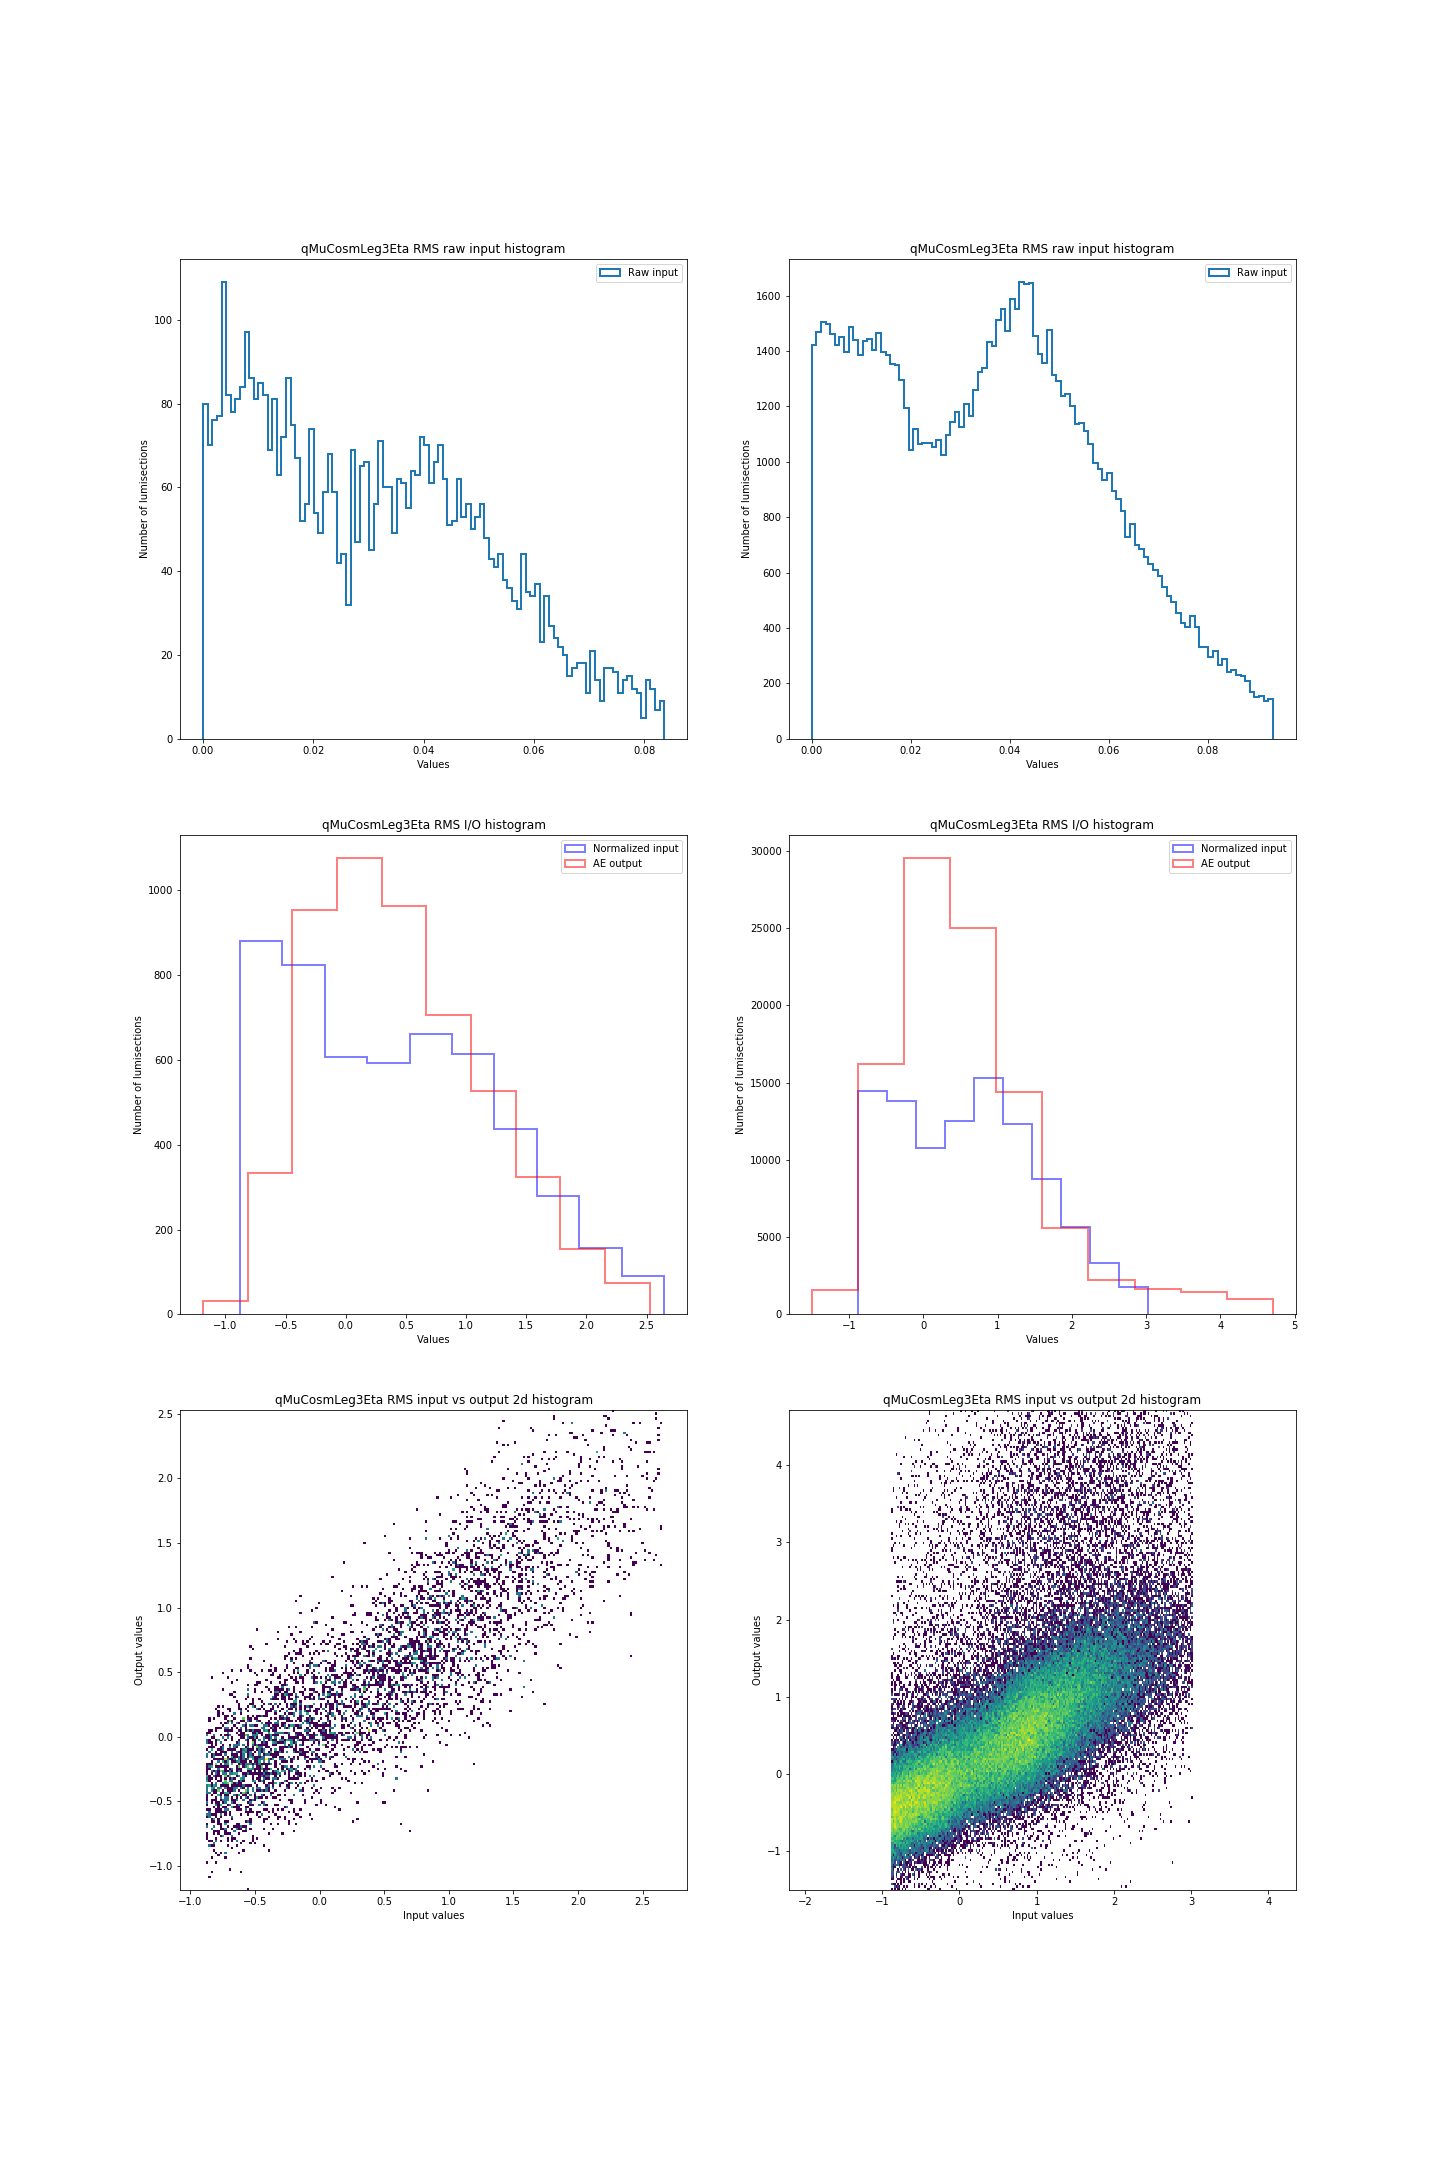 qMuCosmLeg3Eta RMS raw input histogram
Raw input
Number of lumisections
100
80
60
40
20
0
0.00 0.02 0.04 0.06 0.08
Values
qMuCosmLeg3Eta RMS raw input histogram
Raw input
Number of lumisections
1600
1400
1200
1000
800
600
400
200
0
0.00 0.02 0.04 0.06 0.08
Values
qMuCosmLeg3Eta RMS I/O histogram
Normalized input
AE output
Number of lumisections
1000
800
600
400
200
0
−1.0 −0.5 0.0 0.5 1.0 1.5 2.0 2.5
Values
qMuCosmLeg3Eta RMS I/O histogram
Normalized input
AE output
Number of lumisections
30000
25000
20000
15000
10000
5000
0
−1 0 1 2 3 4 5
Values
qMuCosmLeg3Eta RMS input vs output 2d histogram
Output values
2.5
2.0
1.5
1.0
0.5
0.0
−0.5
−1.0
−1.0 −0.5 0.0 0.5 1.0 1.5 2.0 2.5
Input values
qMuCosmLeg3Eta RMS input vs output 2d histogram
Output values
4
3
2
1
0
−1
−2 −1 0 1 2 3 4
Input values